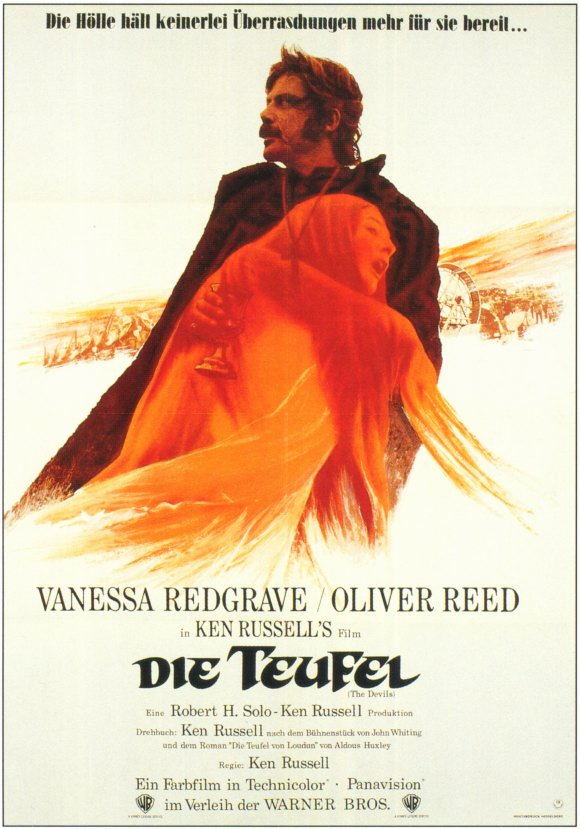 Die Hölle hält keinerlei Überraschungen mehr für sie bereit...
VANESSA REDGRAVE / OLIVER REED
in KEN RUSSELL'S Film
DIE TEUFEL
(The Devils)
Eine Robert H. Solo - Ken Russell Produktion
Drehbuch: Ken Russell nach dem Bühnenstück von John Whiting
und dem Roman "Die Teufel von Loudun" von Aldous Huxley
Regie: Ken Russell
Ein Farbfilm in Technicolor® · Panavision®
WB im Verleih der WARNER BROS. WB